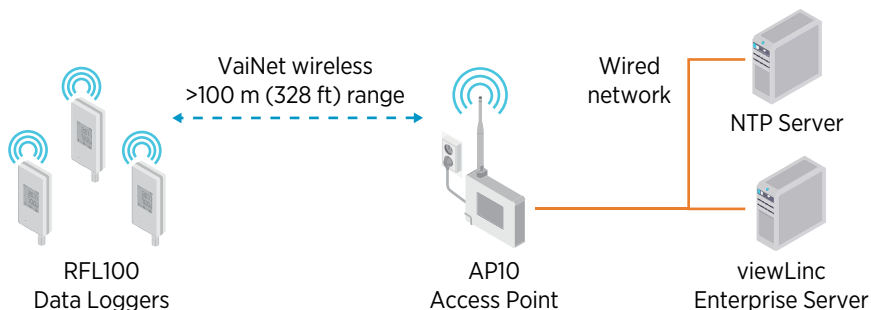 VaiNet wireless
>100 m (328 ft) range
Wired
network
NTP Server
RFL100
Data Loggers
AP10
Access Point
viewLinc
Enterprise Server